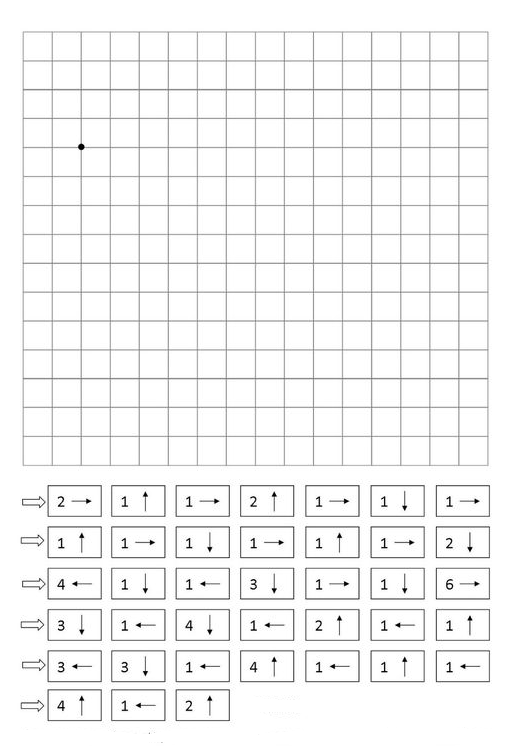 ⇨ 2 → 1 ↑ 1 → 2 ↑ 1 → 1 ↓ 1 →
⇨ 1 ↑ 1 → 1 ↓ 1 → 1 ↑ 1 → 2 ↓
⇨ 4 ← 1 ↓ 1 ← 3 ↓ 1 → 1 ↓ 6 →
⇨ 3 ↓ 1 ← 4 ↓ 1 ← 2 ↑ 1 ← 1 ↑
⇨ 3 ← 3 ↓ 1 ← 4 ↑ 1 ← 1 ↑ 1 ←
⇨ 4 ↑ 1 ← 2 ↑